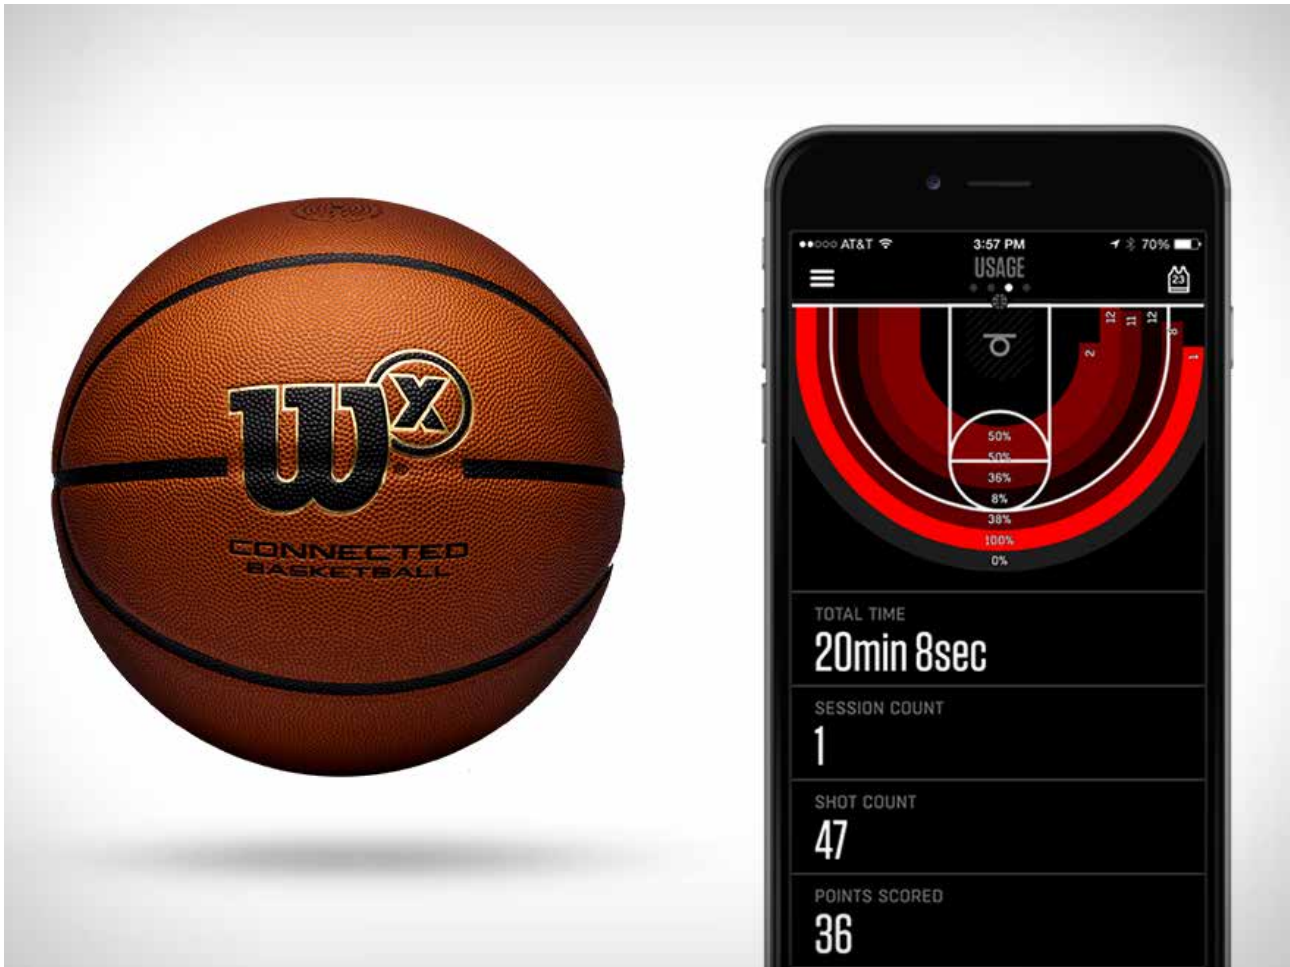 W X
CONNECTED
BASKETBALL
AT&T 3:57 PM 70%
USAGE
23
2 12 11 12 8 1
50%
50%
36%
8%
38%
100%
0%
TOTAL TIME
20min 8sec
SESSION COUNT
1
SHOT COUNT
47
POINTS SCORED
36